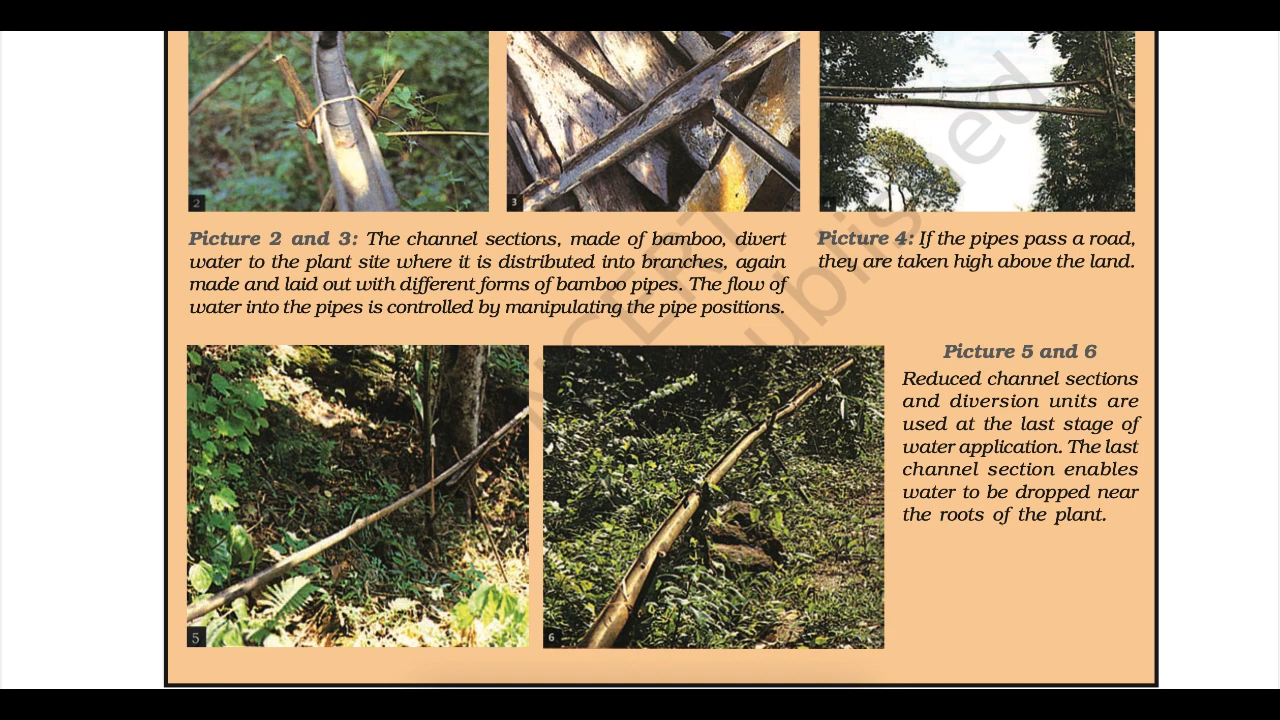 2
3
4
Picture 2 and 3: The channel sections, made of bamboo, divert
water to the plant site where it is distributed into branches, again
made and laid out with different forms of bamboo pipes. The flow of
water into the pipes is controlled by manipulating the pipe positions.
Picture 4: If the pipes pass a road,
they are taken high above the land.
5
6
Picture 5 and 6
Reduced channel sections
and diversion units are
used at the last stage of
water application. The last
channel section enables
water to be dropped near
the roots of the plant.
NCERT
ublished